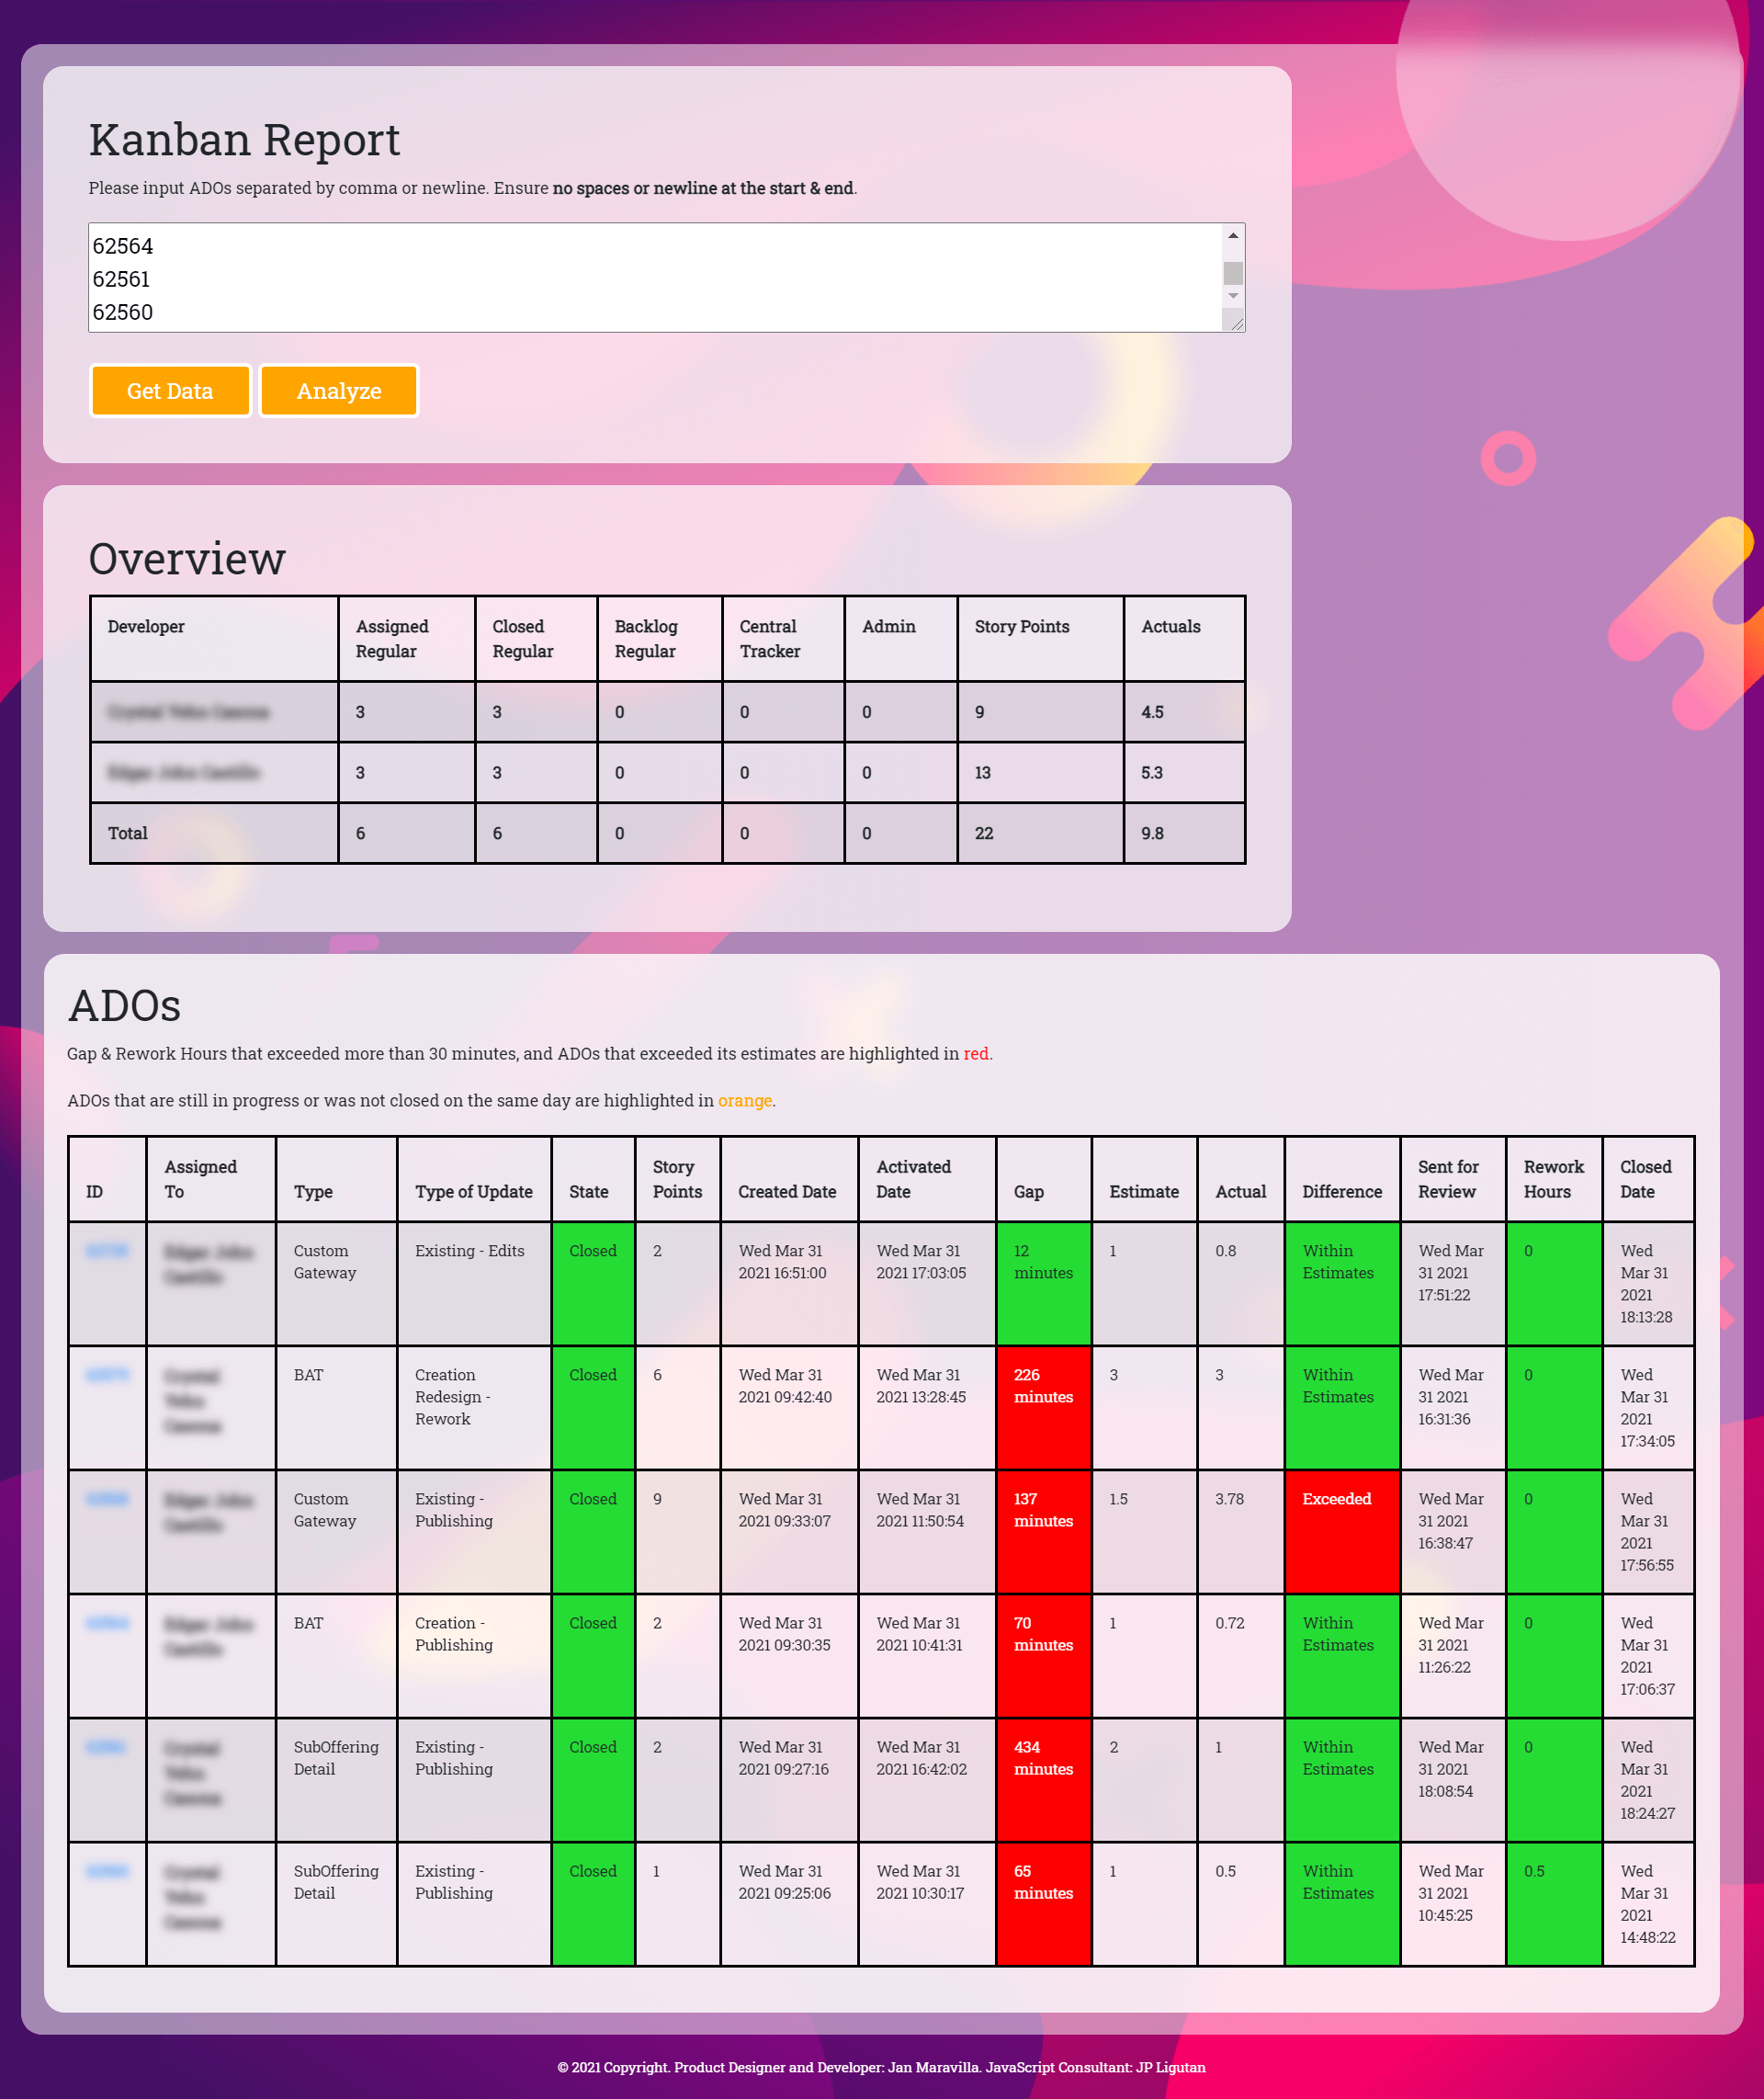 Kanban Report
Please input ADOs separated by comma or newline. Ensure no spaces or newline at the start & end.
62564
62561
62560
Get Data Analyze
Overview
Developer Assigned Regular Closed Regular Backlog Regular Central Tracker Admin Story Points Actuals
3 3 0 0 0 9 4.5
3 3 0 0 0 13 5.3
Total 6 6 0 0 0 22 9.8
ADOs
Gap & Rework Hours that exceeded more than 30 minutes, and ADOs that exceeded its estimates are highlighted in red.
ADOs that are still in progress or was not closed on the same day are highlighted in orange.
ID Assigned To Type Type of Update State Story Points Created Date Activated Date Gap Estimate Actual Difference Sent for Review Rework Hours Closed Date
Custom Gateway Existing - Edits Closed 2 Wed Mar 31 2021 16:51:00 Wed Mar 31 2021 17:03:05 12 minutes 1 0.8 Within Estimates Wed Mar 31 2021 17:51:22 0 Wed Mar 31 2021 18:13:28
BAT Creation Redesign - Rework Closed 6 Wed Mar 31 2021 09:42:40 Wed Mar 31 2021 13:28:45 226 minutes 3 3 Within Estimates Wed Mar 31 2021 16:31:36 0 Wed Mar 31 2021 17:34:05
Custom Gateway Existing - Publishing Closed 9 Wed Mar 31 2021 09:33:07 Wed Mar 31 2021 11:50:54 137 minutes 1.5 3.78 Exceeded Wed Mar 31 2021 16:38:47 0 Wed Mar 31 2021 17:56:55
BAT Creation - Publishing Closed 2 Wed Mar 31 2021 09:30:35 Wed Mar 31 2021 10:41:31 70 minutes 1 0.72 Within Estimates Wed Mar 31 2021 11:26:22 0 Wed Mar 31 2021 17:06:37
SubOffering Detail Existing - Publishing Closed 2 Wed Mar 31 2021 09:27:16 Wed Mar 31 2021 16:42:02 434 minutes 2 1 Within Estimates Wed Mar 31 2021 18:08:54 0 Wed Mar 31 2021 18:24:27
SubOffering Detail Existing - Publishing Closed 1 Wed Mar 31 2021 09:25:06 Wed Mar 31 2021 10:30:17 65 minutes 1 0.5 Within Estimates Wed Mar 31 2021 10:45:25 0.5 Wed Mar 31 2021 14:48:22
© 2021 Copyright. Product Designer and Developer: Jan Maravilla. JavaScript Consultant: JP Ligutan